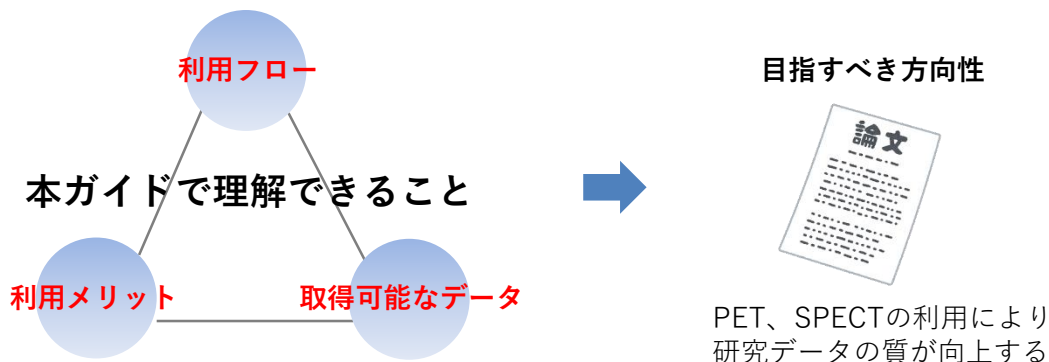 利用フロー
本ガイドで理解できること
利用メリット
取得可能なデータ
目指すべき方向性
論文
PET、SPECTの利用により
研究データの質が向上する